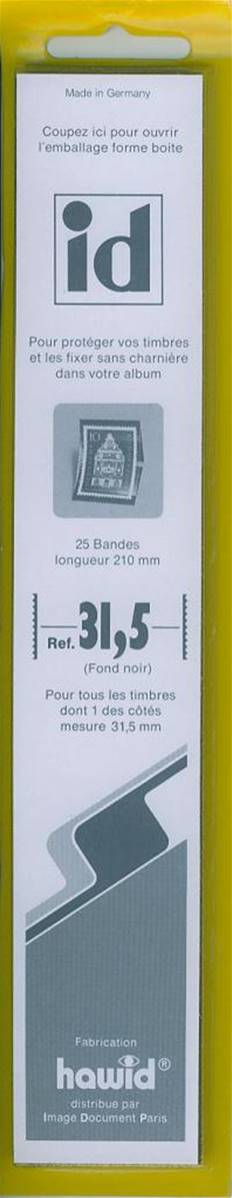 Made in Germany
Coupez ici pour ouvrir
l'emballage forme boite
id
Pour protéger vos timbres
et les fixer sans charnière
dans votre album
10
25 Bandes
longueur 210 mm
Ref. 31,5
(Fond noir)
Pour tous les timbres
dont 1 des côtés
mesure 31,5 mm
Fabrication
hawid®
distribue par
Image Document Paris